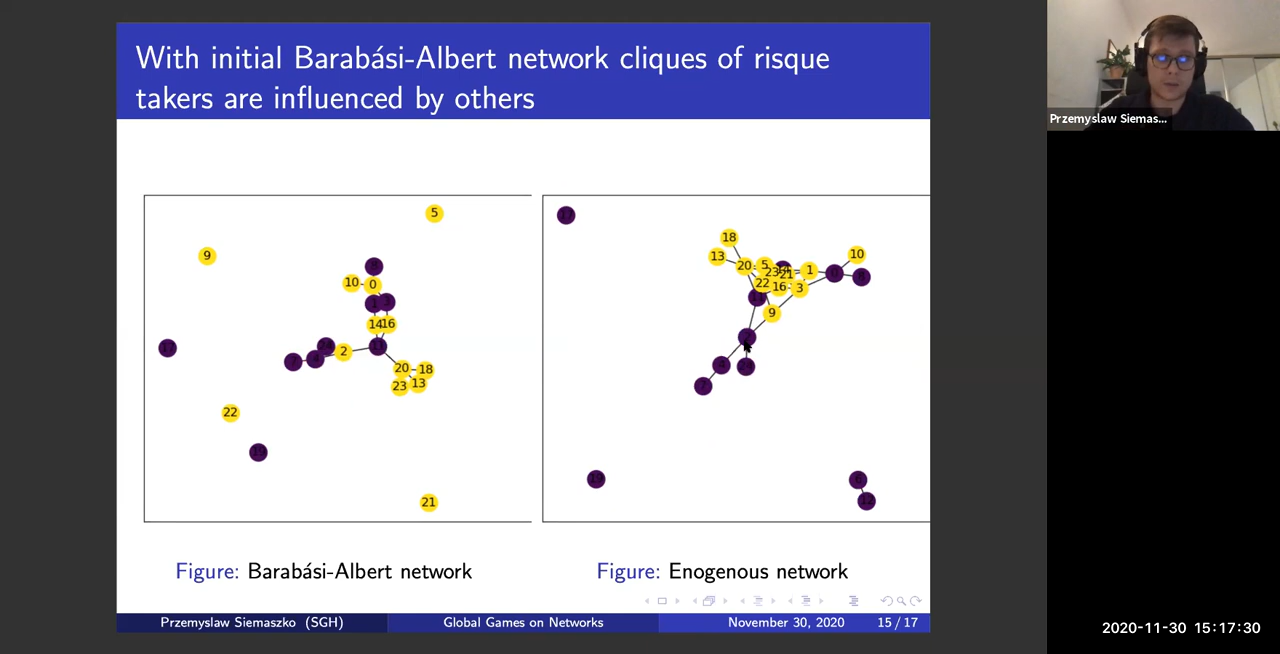 With initial Barabási-Albert network cliques of risque
takers are influenced by others
Przemyslaw Siemas...
5
9
10 0
14 16
2
20 18
23 13
22
21
17
18
13 20 5 23 21 1 10
22 16 3
9
Figure: Barabási-Albert network
Figure: Enogenous network
Przemyslaw Siemaszko (SGH) Global Games on Networks November 30, 2020 15 / 17
2020-11-30 15:17:30